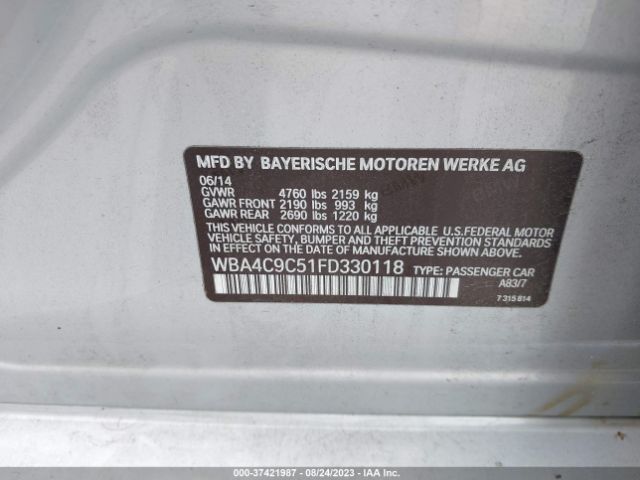 MFD BY BAYERISCHE MOTOREN WERKE AG
06/14
GVWR 4760 lbs 2159 kg
GAWR FRONT 2190 lbs 993 kg
GAWR REAR 2690 lbs 1220 kg
THIS VEHICLE CONFORMS TO ALL APPLICABLE U.S.FEDERAL MOTOR
VEHICLE SAFETY, BUMPER AND THEFT PREVENTION STANDARDS
IN EFFECT ON THE DATE OF MANUFACTURE SHOWN ABOVE.
WBA4C9C51FD330118 TYPE: PASSENGER CAR
A83/7
7 315 814
000-37421987 - 08/24/2023 - IAA Inc.